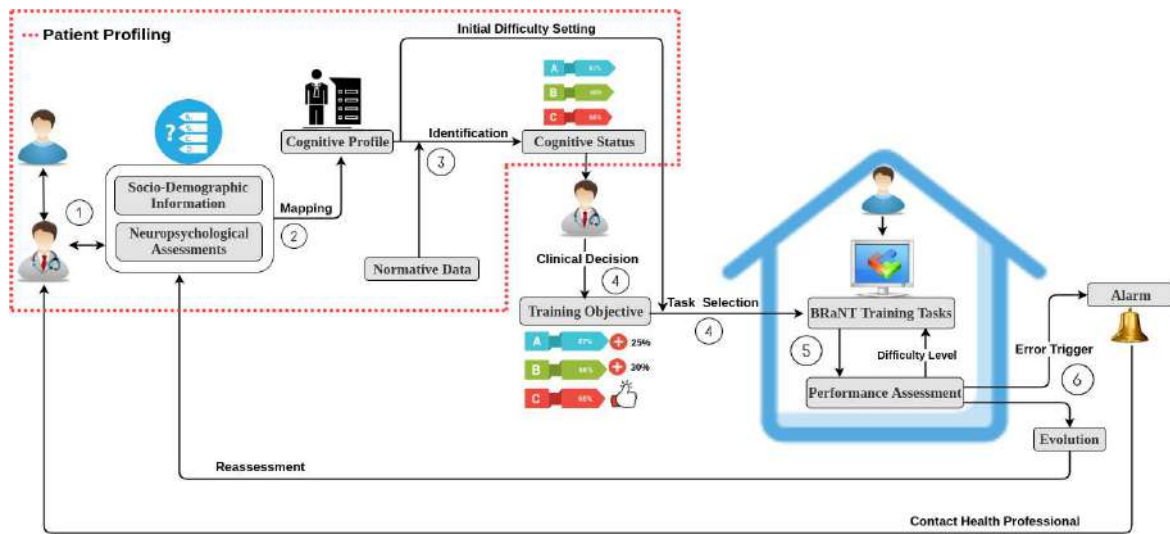 Patient Profiling
Initial Difficulty Setting
A
B
C
Cognitive Profile
Identification
3
Cognitive Status
Socio-Demographic
Information
1
Neuropsychological
Assessments
Mapping
2
Normative Data
Clinical Decision
4
Training Objective
Task Selection
4
BRaNT Training Tasks
Alarm
A
25%
B
30%
C
5
Difficulty Level
Error Trigger
6
Performance Assessment
Evolution
Reassessment
Contact Health Professional